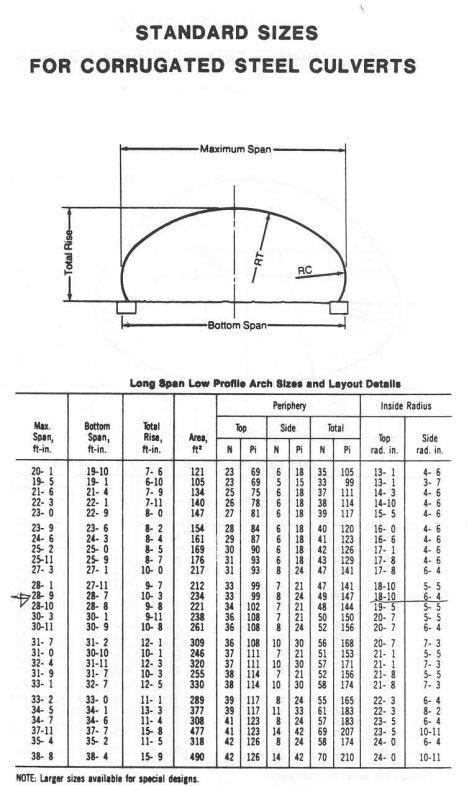 STANDARD SIZES
FOR CORRUGATED STEEL CULVERTS
Maximum Span
Total Rise
RT
RC
Bottom Span
Long Span Low Profile Arch Sizes and Layout Details
Periphery Inside Radius
Max. Span, ft-in. Bottom Span, ft-in. Total Rise, ft-in. Area, ft² Top Side Total Top rad. in. Side rad. in.
N Pi N Pi N Pi
20- 1 19-10 7- 6 121 23 69 6 18 35 105 13- 1 4- 6
19- 5 19- 1 6-10 105 23 69 5 15 33 99 13- 1 3- 7
21- 6 21- 4 7- 9 134 25 75 6 18 37 111 14- 3 4- 6
22- 3 22- 1 7-11 140 26 78 6 18 38 114 14-10 4- 6
23- 0 22- 9 8- 0 147 27 81 6 18 39 117 15- 5 4- 6
23- 9 23- 6 8- 2 154 28 84 6 18 40 120 16- 0 4- 6
24- 6 24- 3 8- 4 161 29 87 6 18 41 123 16- 6 4- 6
25- 2 25- 0 8- 5 169 30 90 6 18 42 126 17- 1 4- 6
25-11 25- 9 8- 7 176 31 93 6 18 43 129 17- 8 4- 6
27- 3 27- 1 10- 0 217 31 93 8 24 47 141 17- 8 6- 4
28- 1 27-11 9- 7 212 33 99 7 21 47 141 18-10 5- 5
28- 9 28- 7 10- 3 234 33 99 8 24 49 147 18-10 6- 4
28-10 28- 8 9- 8 221 34 102 7 21 48 144 19- 5 5- 5
30- 3 30- 1 9-11 238 36 108 7 21 50 150 20- 7 5- 5
30-11 30- 9 10- 8 261 36 108 8 24 52 156 20- 7 6- 4
31- 7 31- 2 12- 1 309 36 108 10 30 56 168 20- 7 7- 3
31- 0 30-10 10- 1 246 37 111 7 21 51 153 21- 1 5- 5
32- 4 31-11 12- 3 320 37 111 10 30 57 171 21- 1 7- 3
31- 9 31- 7 10- 3 255 38 114 7 21 52 156 21- 8 5- 5
33- 1 32- 7 12- 5 330 38 114 10 30 58 174 21- 8 7- 3
33- 2 33- 0 11- 1 289 39 117 8 24 55 165 22- 3 6- 4
34- 5 34- 1 13- 3 377 39 117 11 33 61 183 22- 3 8- 2
34- 7 34- 6 11- 4 308 41 123 8 24 57 183 23- 5 6- 4
37-11 37- 7 15- 8 477 41 123 14 42 69 207 23- 5 10-11
35- 4 35- 2 11- 5 318 42 126 8 24 58 174 24- 0 6- 4
38- 8 38- 4 15- 9 490 42 126 14 42 70 210 24- 0 10-11
NOTE: Larger sizes available for special designs.